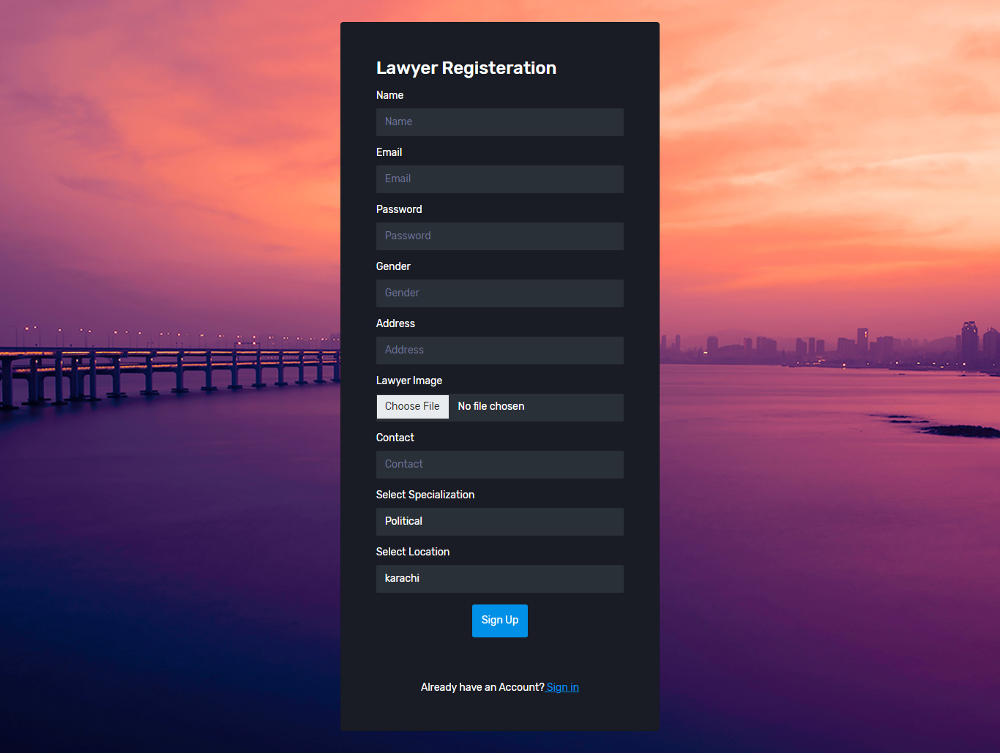 Lawyer Registeration
Name
Name
Email
Email
Password
Password
Gender
Gender
Address
Address
Lawyer Image
Choose File No file chosen
Contact
Contact
Select Specialization
Political
Select Location
karachi
Sign Up
Already have an Account? Sign in